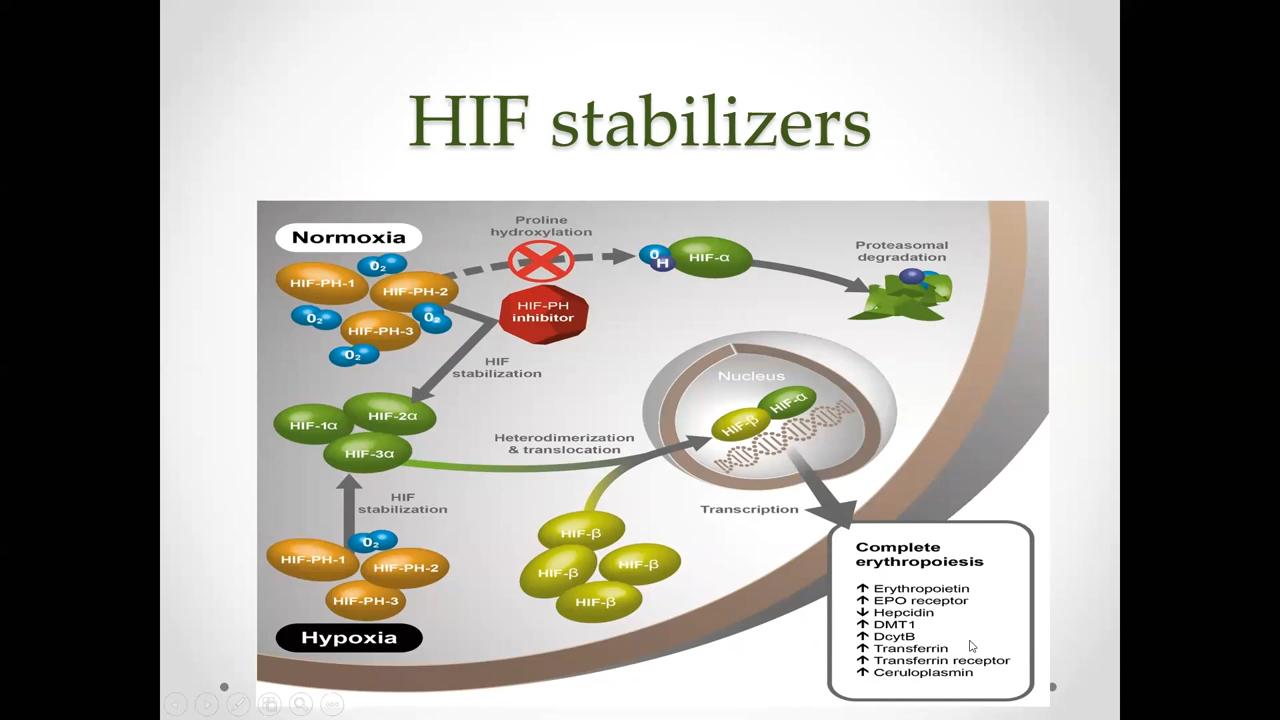 HIF stabilizers
Normoxia
Proline
hydroxylation
O₂
HIF-PH-1
HIF-PH-2
O₂
O₂
HIF-PH-3
O₂
HIF-PH
inhibitor
O
H
HIF-α
Proteasomal
degradation
HIF
stabilization
HIF-1α
HIF-2α
HIF-3α
Heterodimerization
& translocation
Nucleus
HIF-β
HIF-α
HIF
stabilization
Transcription
O₂
HIF-PH-1
HIF-PH-2
HIF-PH-3
Hypoxia
HIF-β
HIF-β
HIF-β
HIF-β
Complete
erythropoiesis
↑ Erythropoietin
↑ EPO receptor
↓ Hepcidin
↑ DMT1
↑ DcytB
↑ Transferrin
↑ Transferrin receptor
↑ Ceruloplasmin